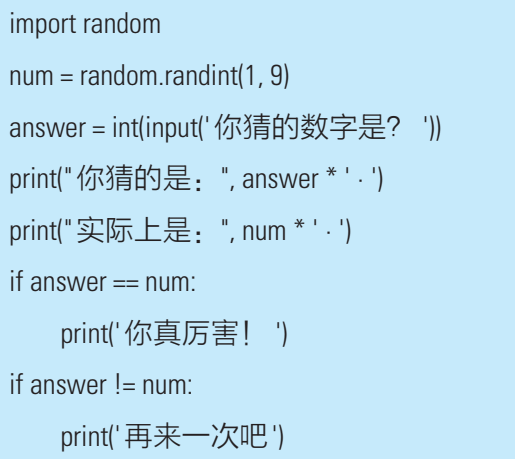 import random
num = random.randint(1, 9)
answer = int(input('你猜的数字是？ '))
print("你猜的是：", answer * ' · ')
print("实际上是：", num * ' · ')
if answer == num:
    print('你真厉害！ ')
if answer != num:
    print('再来一次吧')